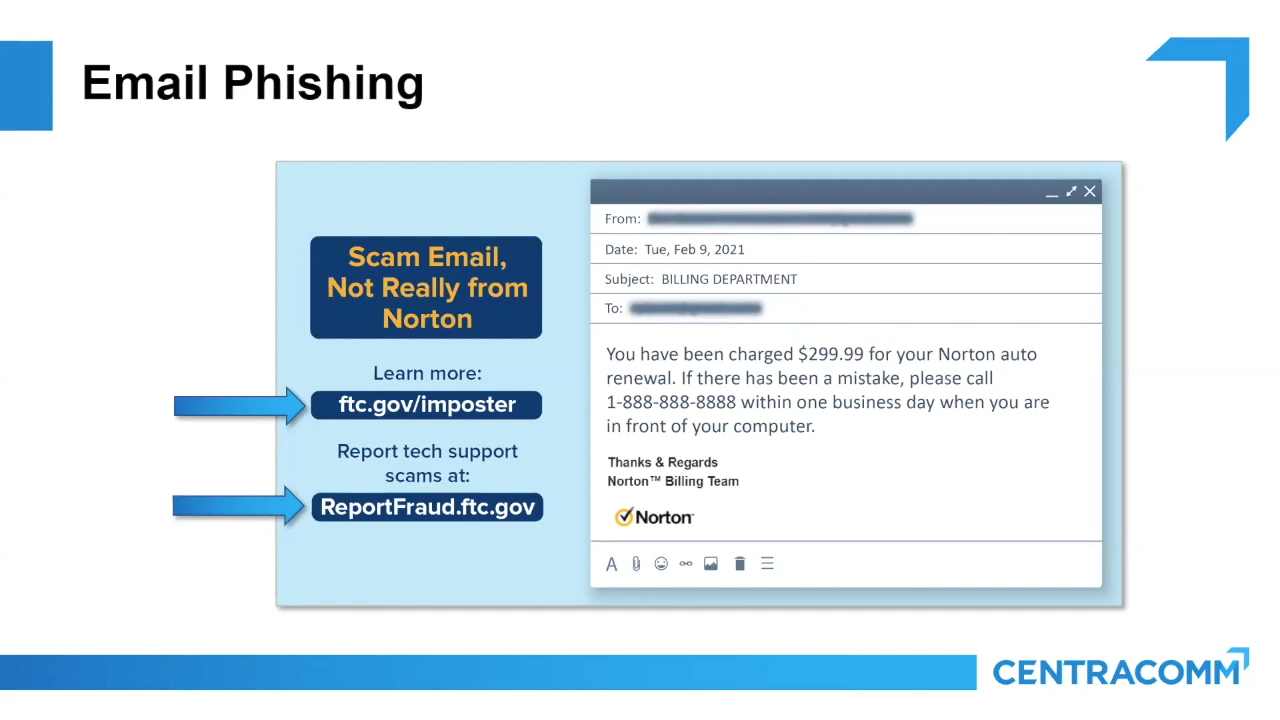 Email Phishing
Scam Email,
Not Really from
Norton
Learn more:
ftc.gov/imposter
Report tech support
scams at:
ReportFraud.ftc.gov
From:
Date: Tue, Feb 9, 2021
Subject: BILLING DEPARTMENT
To:
You have been charged $299.99 for your Norton auto
renewal. If there has been a mistake, please call
1-888-888-8888 within one business day when you are
in front of your computer.
Thanks & Regards
Norton™ Billing Team
Norton
A
CENTRACOMM